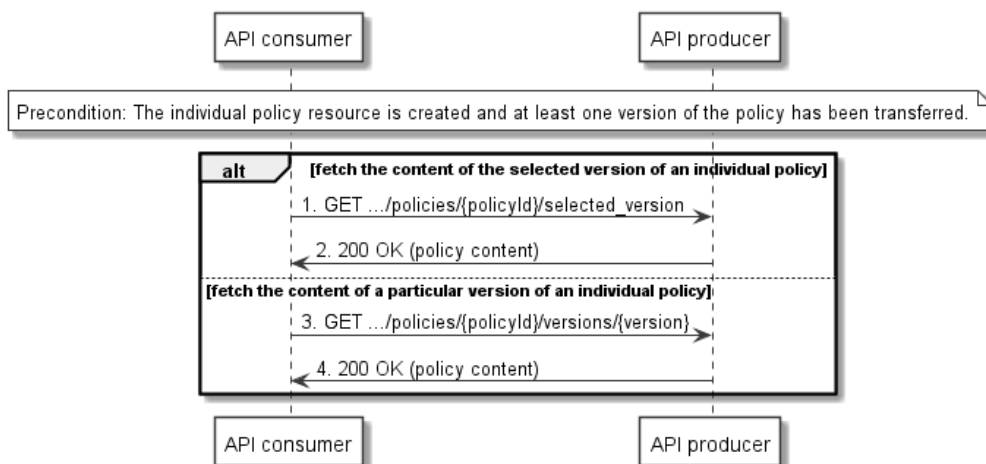 API consumer
API producer
Precondition: The individual policy resource is created and at least one version of the policy has been transferred.
alt
[fetch the content of the selected version of an individual policy]
1. GET .../policies/{policyId}/selected_version
2. 200 OK (policy content)
[fetch the content of a particular version of an individual policy]
3. GET .../policies/{policyId}/versions/{version}
4. 200 OK (policy content)
API consumer
API producer